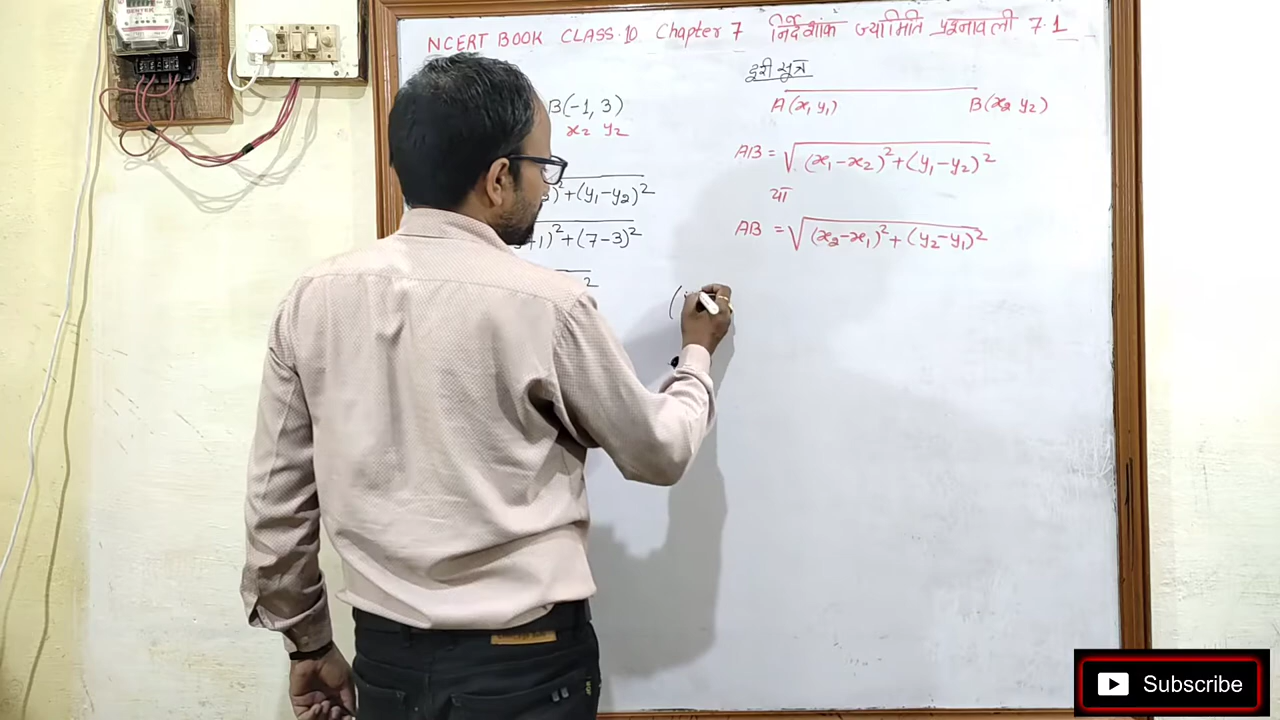 NCERT BOOK CLASS 10 Chapter 7 निर्देशांक ज्यामिति प्रश्नावली 7.1
दूरी सूत्र
B(-1, 3)
x₂ y₂
)²+(y₁-y₂)²
+1)²+(7-3)²
²
A(x₁ y₁) B(x₂ y₂)
AB = √(x₁-x₂)²+(y₁-y₂)²
या
AB = √(x₂-x₁)²+(y₂-y₁)²
(
Subscribe